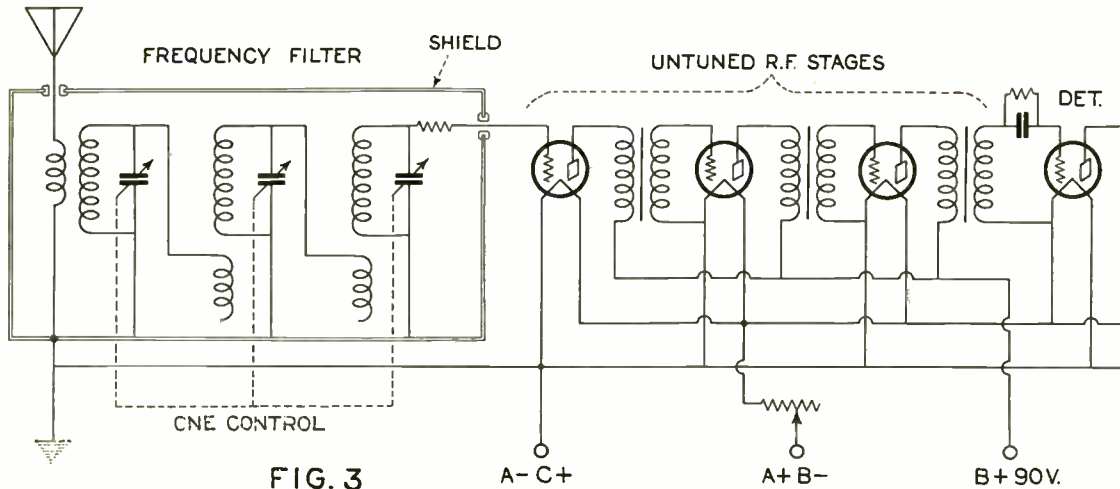 FREQUENCY FILTER
SHIELD
UNTUNED R.F. STAGES
DET.
CNE CONTROL
FIG. 3
A- C+
A+ B-
B+ 90V.